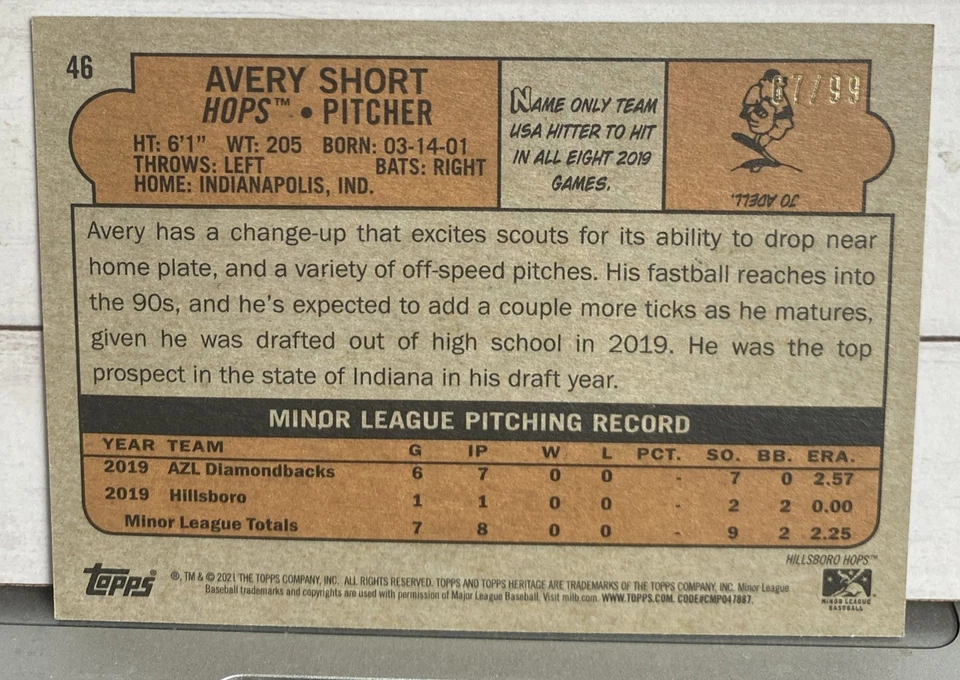 46
AVERY SHORT
HOPS™ • PITCHER
HT: 6'1" WT: 205 BORN: 03-14-01
THROWS: LEFT BATS: RIGHT
HOME: INDIANAPOLIS, IND.
NAME ONLY TEAM
USA HITTER TO HIT
IN ALL EIGHT 2019
GAMES.
67/99
JO ADELL.
Avery has a change-up that excites scouts for its ability to drop near
home plate, and a variety of off-speed pitches. His fastball reaches into
the 90s, and he's expected to add a couple more ticks as he matures,
given he was drafted out of high school in 2019. He was the top
prospect in the state of Indiana in his draft year.
MINOR LEAGUE PITCHING RECORD
YEAR TEAM G IP W L PCT. SO. BB. ERA.
2019 AZL Diamondbacks 6 7 0 0 - 7 0 2.57
2019 Hillsboro 1 1 0 0 - 2 2 0.00
Minor League Totals 7 8 0 0 - 9 2 2.25
HILLSBORO HOPS™
TOPPS®
®, TM & © 2021 THE TOPPS COMPANY, INC. ALL RIGHTS RESERVED. TOPPS AND TOPPS HERITAGE ARE TRADEMARKS OF THE TOPPS COMPANY, INC. Minor League
Baseball trademarks and copyrights are used with permission of Major League Baseball. Visit milb.com. WWW.TOPPS.COM. CODE#CMP047887.
MINOR LEAGUE
BASEBALL